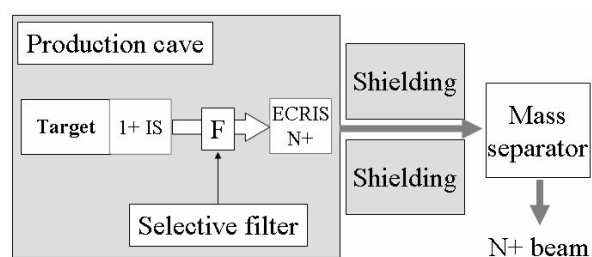 Production cave
Shielding
Target
1+ IS
F
ECRIS
N+
Mass
separator
Shielding
Selective filter
N+ beam